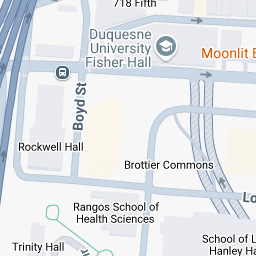 718 Fifth
Duquesne
University
Fisher Hall
Moonlit
Boyd St
Rockwell Hall
Brottier Commons
Rangos School of
Health Sciences
Lo
School of L
Hanley Ha
Trinity Hall